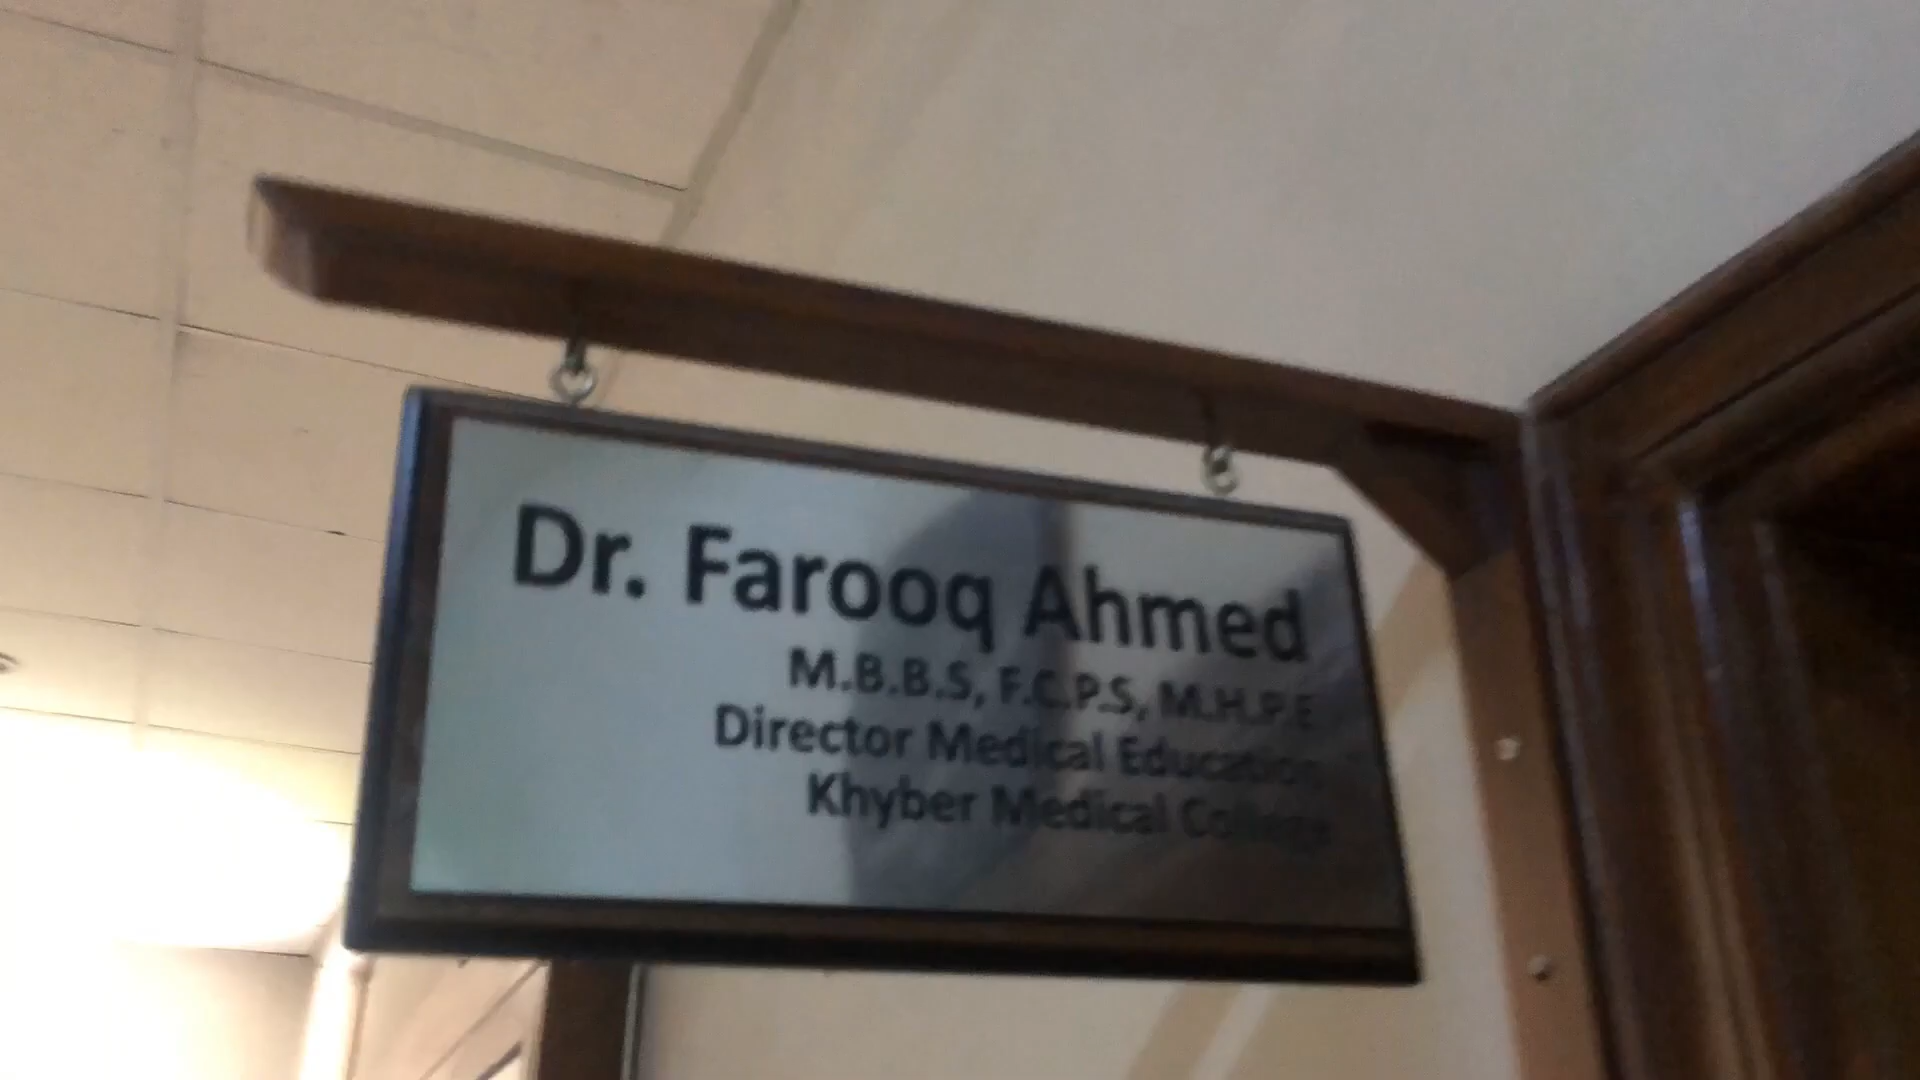 Dr. Farooq Ahmed
M.B.B.S, F.C.P.S, M.H.P.E
Director Medical Education
Khyber Medical College